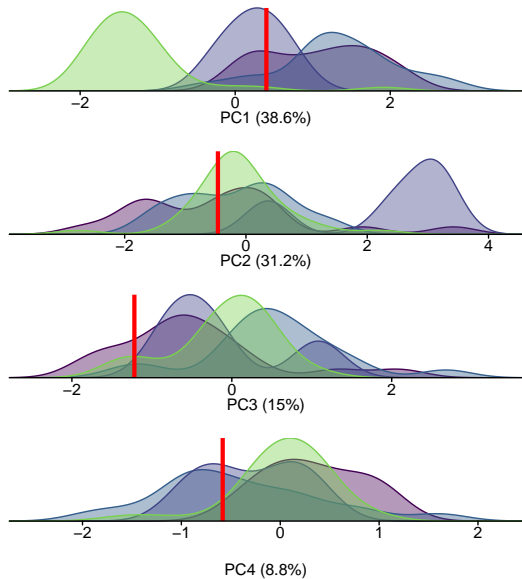 −2 0 2
PC1 (38.6%)
−2 0 2 4
PC2 (31.2%)
−2 0 2
PC3 (15%)
−2 −1 0 1 2
PC4 (8.8%)